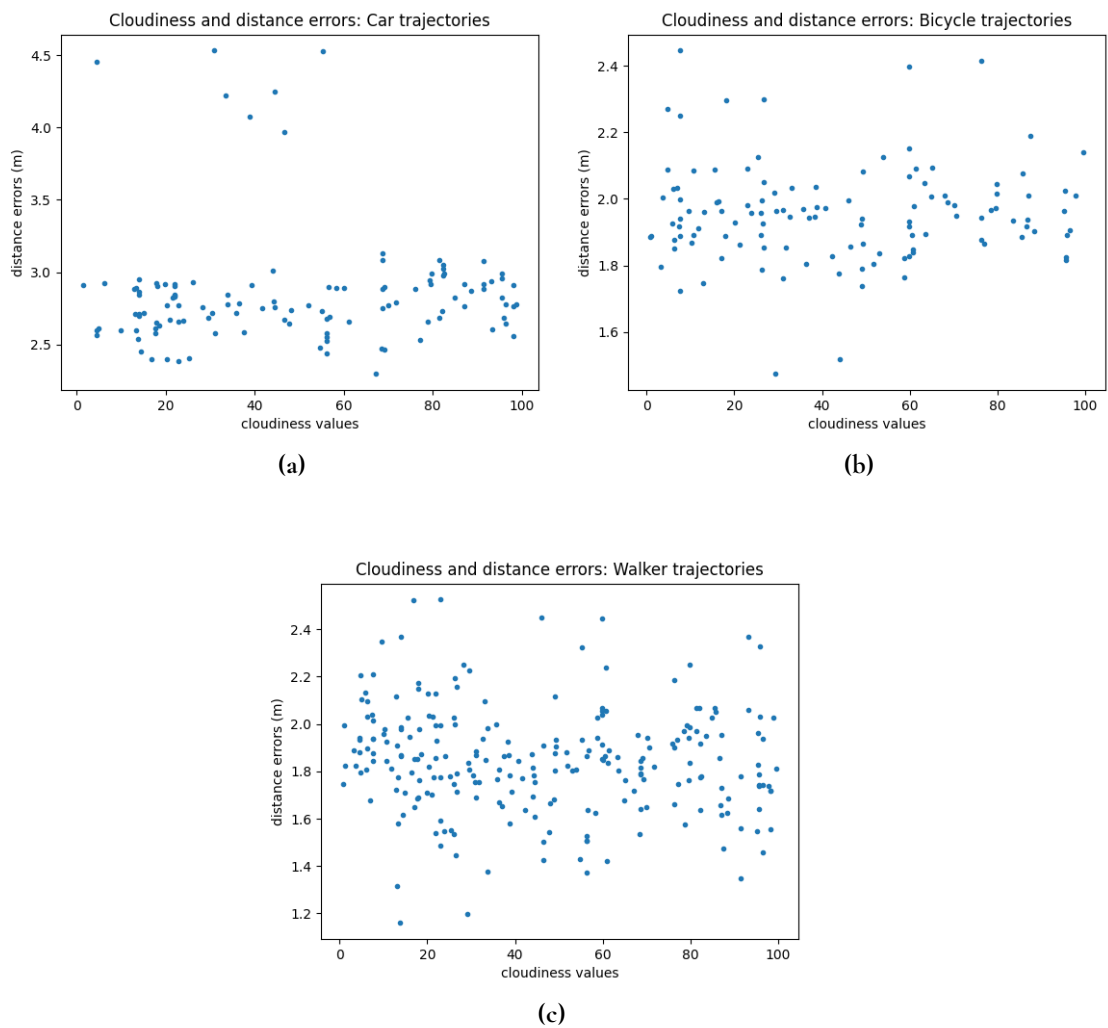 Cloudiness and distance errors: Car trajectories
distance errors (m)
4.5
4.0
3.5
3.0
2.5
0 20 40 60 80 100
cloudiness values
(a)
Cloudiness and distance errors: Bicycle trajectories
distance errors (m)
2.4
2.2
2.0
1.8
1.6
0 20 40 60 80 100
cloudiness values
(b)
Cloudiness and distance errors: Walker trajectories
distance errors (m)
2.4
2.2
2.0
1.8
1.6
1.4
1.2
0 20 40 60 80 100
cloudiness values
(c)